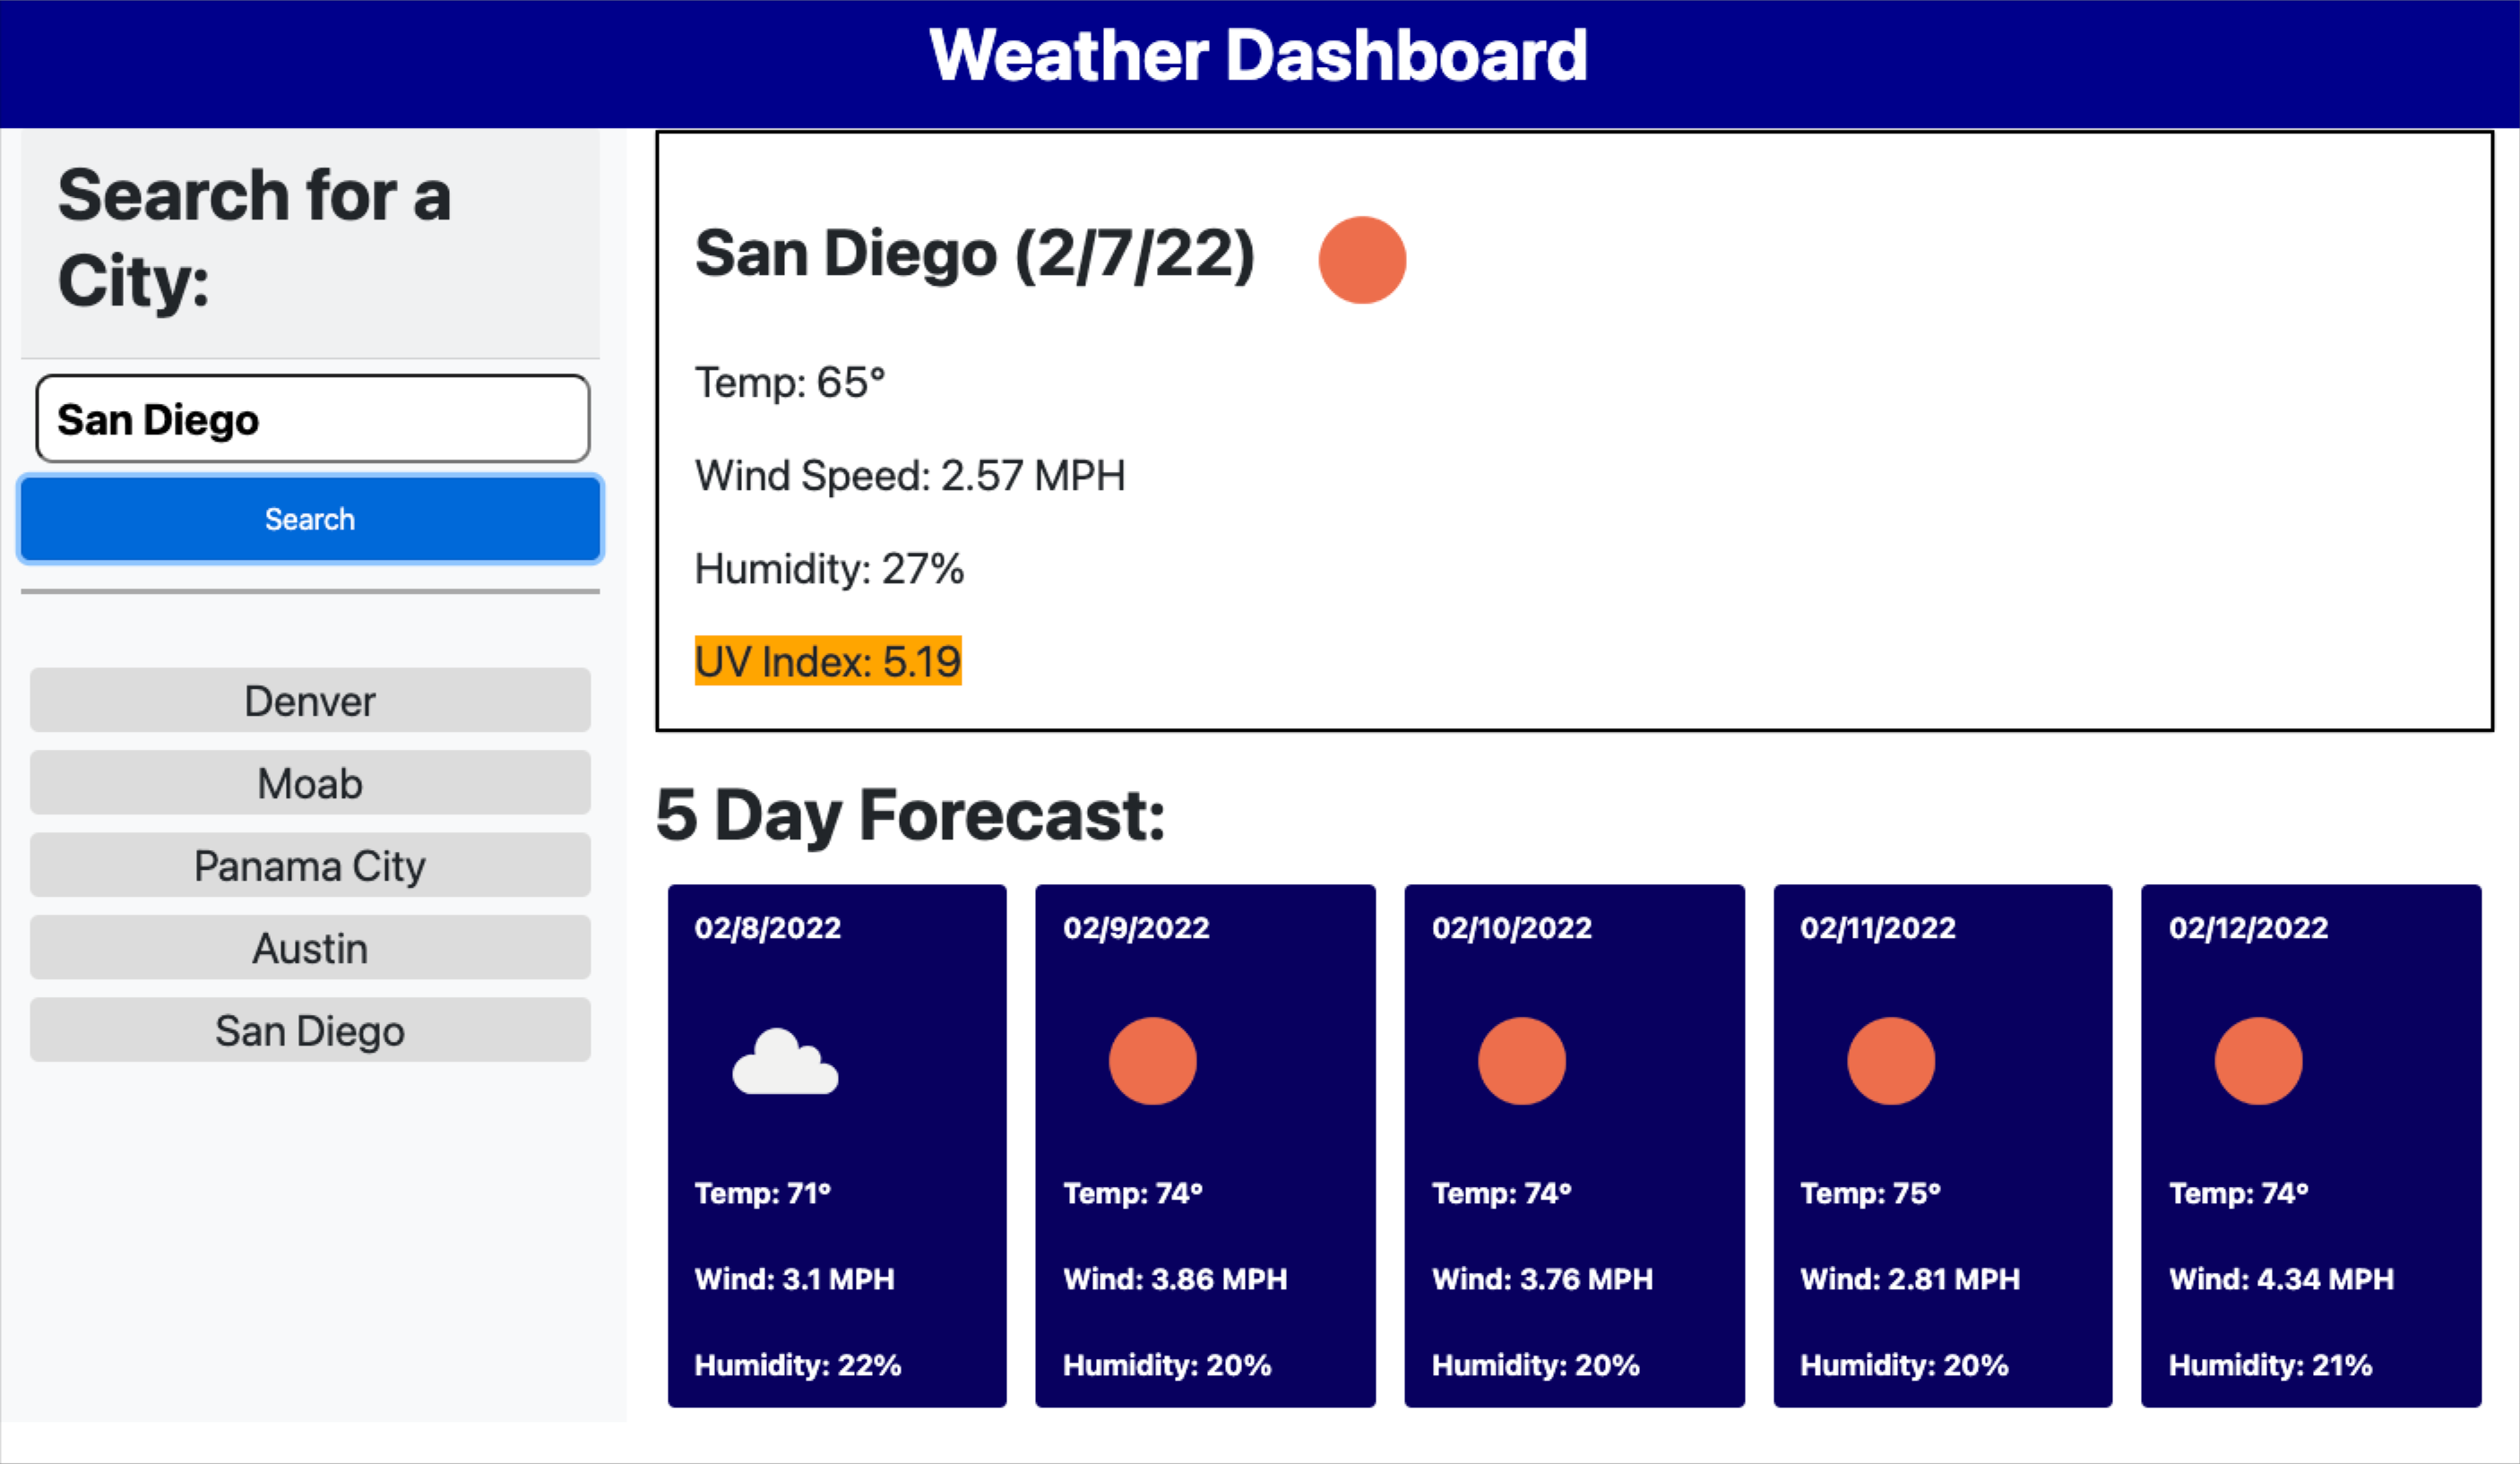 Weather Dashboard
Search for a
City:
San Diego
Search
Denver
Moab
Panama City
Austin
San Diego
San Diego (2/7/22)
Temp: 65°
Wind Speed: 2.57 MPH
Humidity: 27%
UV Index: 5.19
5 Day Forecast:
02/8/2022
Temp: 71°
Wind: 3.1 MPH
Humidity: 22%
02/9/2022
Temp: 74°
Wind: 3.86 MPH
Humidity: 20%
02/10/2022
Temp: 74°
Wind: 3.76 MPH
Humidity: 20%
02/11/2022
Temp: 75°
Wind: 2.81 MPH
Humidity: 20%
02/12/2022
Temp: 74°
Wind: 4.34 MPH
Humidity: 21%